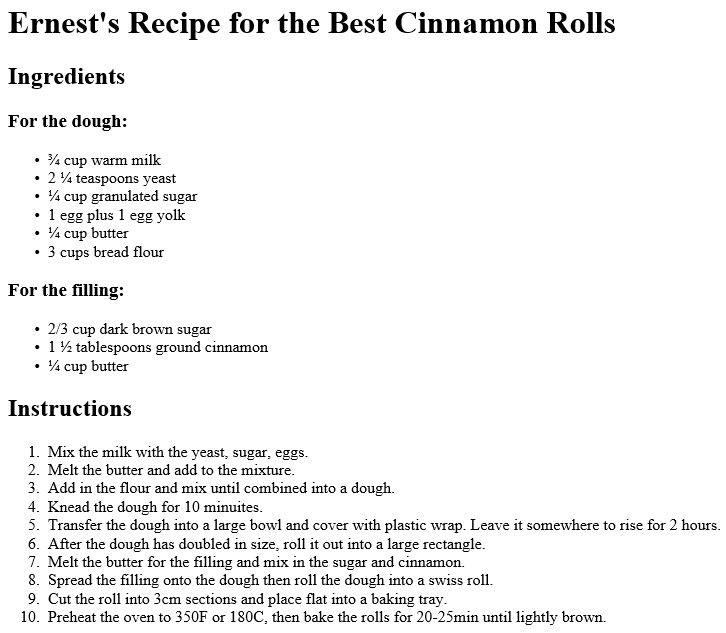 Ernest's Recipe for the Best Cinnamon Rolls
Ingredients
For the dough:
• ¾ cup warm milk
• 2 ¼ teaspoons yeast
• ¼ cup granulated sugar
• 1 egg plus 1 egg yolk
• ¼ cup butter
• 3 cups bread flour
For the filling:
• 2/3 cup dark brown sugar
• 1 ½ tablespoons ground cinnamon
• ¼ cup butter
Instructions
1. Mix the milk with the yeast, sugar, eggs.
2. Melt the butter and add to the mixture.
3. Add in the flour and mix until combined into a dough.
4. Knead the dough for 10 minuites.
5. Transfer the dough into a large bowl and cover with plastic wrap. Leave it somewhere to rise for 2 hours.
6. After the dough has doubled in size, roll it out into a large rectangle.
7. Melt the butter for the filling and mix in the sugar and cinnamon.
8. Spread the filling onto the dough then roll the dough into a swiss roll.
9. Cut the roll into 3cm sections and place flat into a baking tray.
10. Preheat the oven to 350F or 180C, then bake the rolls for 20-25min until lightly brown.